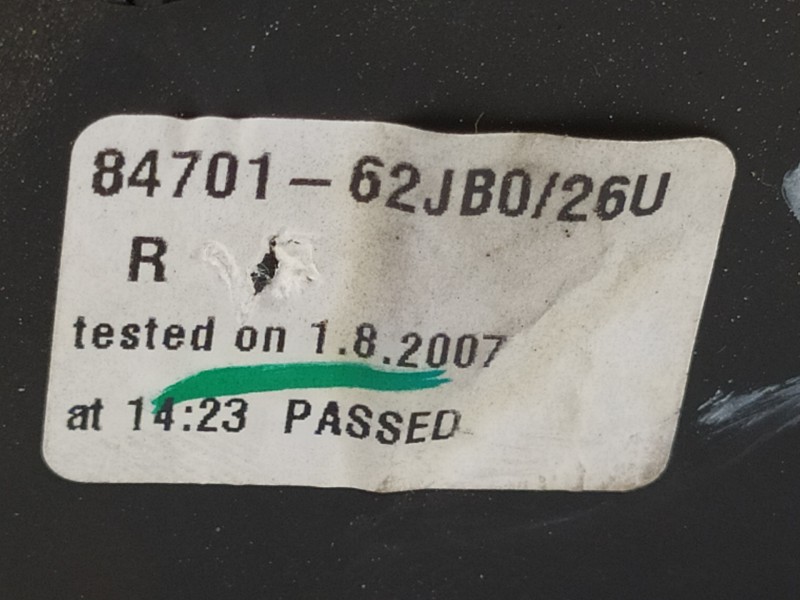 84701-62JB0/26U
R
tested on 1.8.2007
at 14:23 PASSED